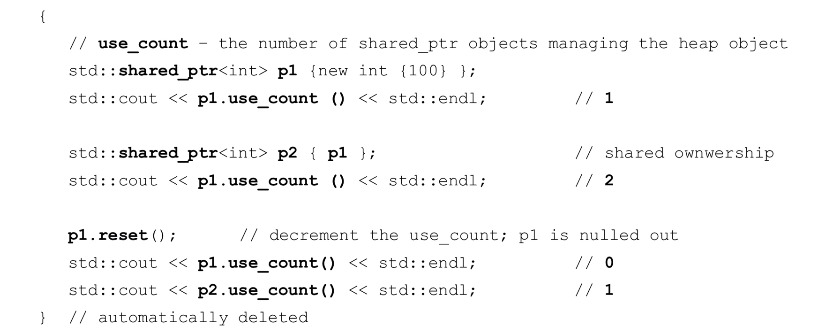 {
// use_count – the number of shared_ptr objects managing the heap object
std::shared_ptr<int> p1 {new int {100} };
std::cout << p1.use_count () << std::endl; // 1
std::shared_ptr<int> p2 { p1 }; // shared ownwership
std::cout << p1.use_count () << std::endl; // 2
p1.reset(); // decrement the use_count; p1 is nulled out
std::cout << p1.use_count() << std::endl; // 0
std::cout << p2.use_count() << std::endl; // 1
} // automatically deleted